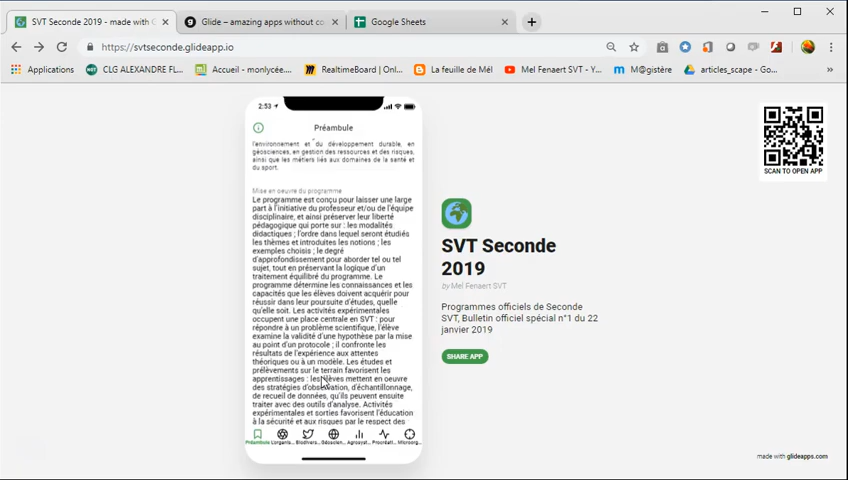 SVT Seconde 2019 - made with G
Glide – amazing apps without co
Google Sheets
https://svtseconde.glideapp.io
Applications
CLG ALEXANDRE FL...
Accueil - monlycée...
RealtimeBoard | Onl...
La feuille de Mél
Mel Fenaert SVT - Y...
M@gistère
articles_scape - Go...
2:53
Préambule
l'environnement et du développement durable, en
géosciences, en gestion des ressources et des risques,
ainsi que les métiers liés aux domaines de la santé et
du sport.
Mise en oeuvre du programme
Le programme est conçu pour laisser une large
part à l'initiative du professeur et/ou de l'équipe
disciplinaire, et ainsi préserver leur liberté
pédagogique qui porte sur : les modalités
didactiques ; l'ordre dans lequel seront étudiés
les thèmes et introduites les notions ; les
exemples choisis ; le degré
d'approfondissement pour aborder tel ou tel
sujet, tout en préservant la logique d'un
traitement équilibré du programme. Le
programme détermine les connaissances et les
capacités que les élèves doivent acquérir pour
réussir dans leur poursuite d'études, quelle
qu'elle soit. Les activités expérimentales
occupent une place centrale en SVT : pour
répondre à un problème scientifique, l'élève
examine la validité d'une hypothèse par la mise
au point d'un protocole ; il confronte les
résultats de l'expérience aux attentes
théoriques ou à un modèle. Les études et
prélèvements sur le terrain favorisent les
apprentissages : les élèves mettent en oeuvre
des stratégies d'observation, d'échantillonnage,
de recueil de données, qu'ils peuvent ensuite
traiter avec des outils d'analyse. Activités
expérimentales et sorties favorisent l'éducation
à la sécurité et aux risques par le respect des
Préambule
L'organis...
Biodivers...
Géoscien...
Agrosyst...
Procréati...
Microorg...
SCAN TO OPEN APP
SVT Seconde
2019
by Mel Fenaert SVT
Programmes officiels de Seconde
SVT, Bulletin officiel spécial n°1 du 22
janvier 2019
SHARE APP
made with glideapps.com